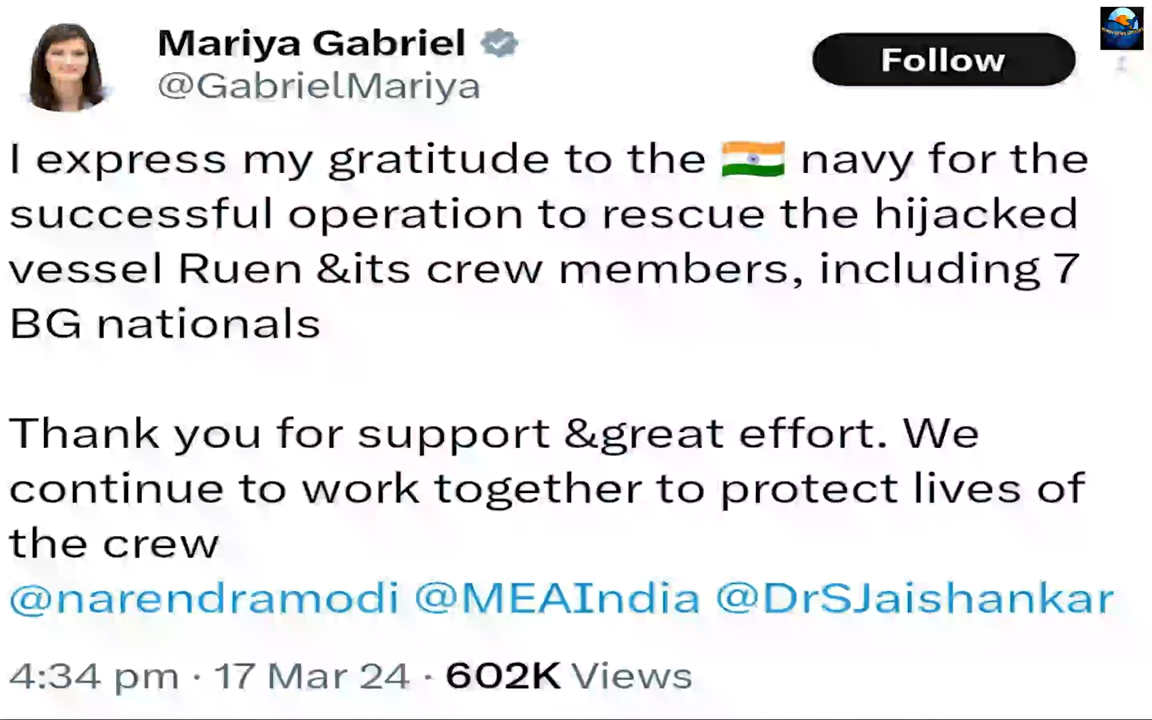 Mariya Gabriel
@GabrielMariya
Follow
I express my gratitude to the 🇮🇳 navy for the
successful operation to rescue the hijacked
vessel Ruen &its crew members, including 7
BG nationals
Thank you for support &great effort. We
continue to work together to protect lives of
the crew
@narendramodi @MEAIndia @DrSJaishankar
4:34 pm · 17 Mar 24 · 602K Views